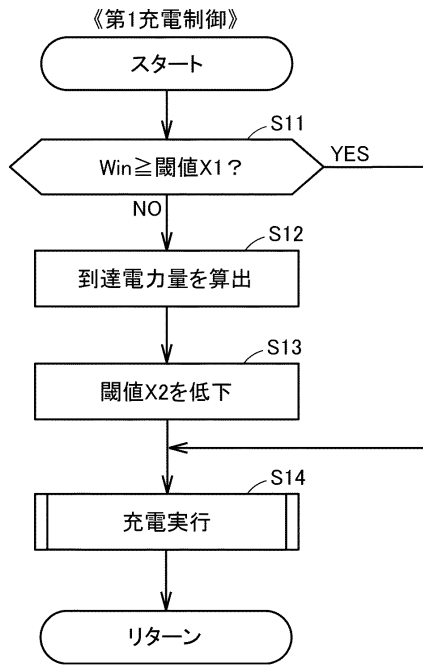 《第1充電制御》
スタート
S11
Win≧閾値X1?
YES
NO
S12
到達電力量を算出
S13
閾値X2を低下
S14
充電実行
リターン